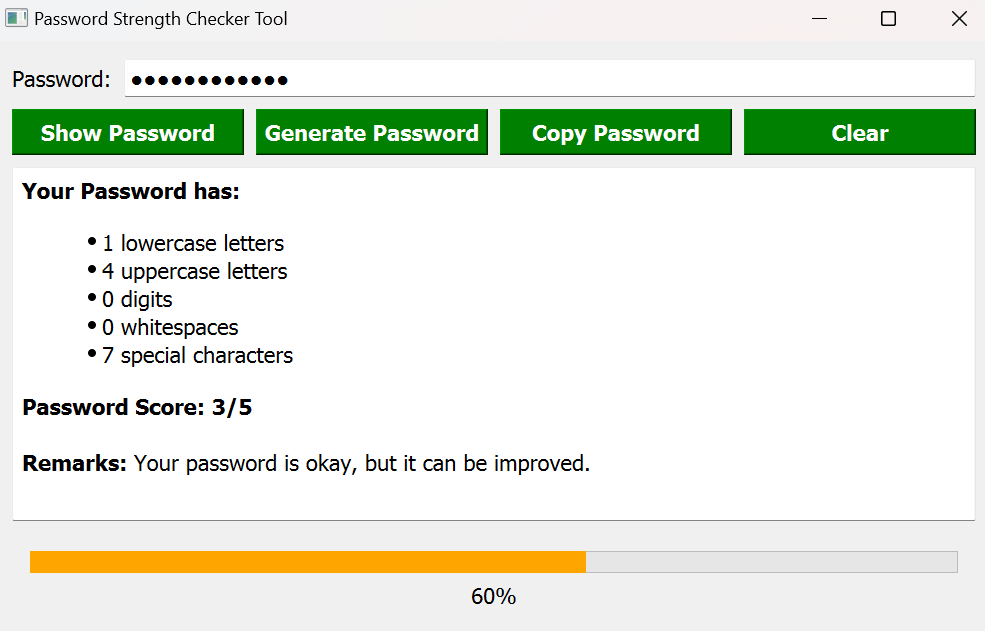 Password Strength Checker Tool
Password: ●●●●●●●●●●●●
Show Password Generate Password Copy Password Clear
Your Password has:
• 1 lowercase letters
• 4 uppercase letters
• 0 digits
• 0 whitespaces
• 7 special characters
Password Score: 3/5
Remarks: Your password is okay, but it can be improved.
60%